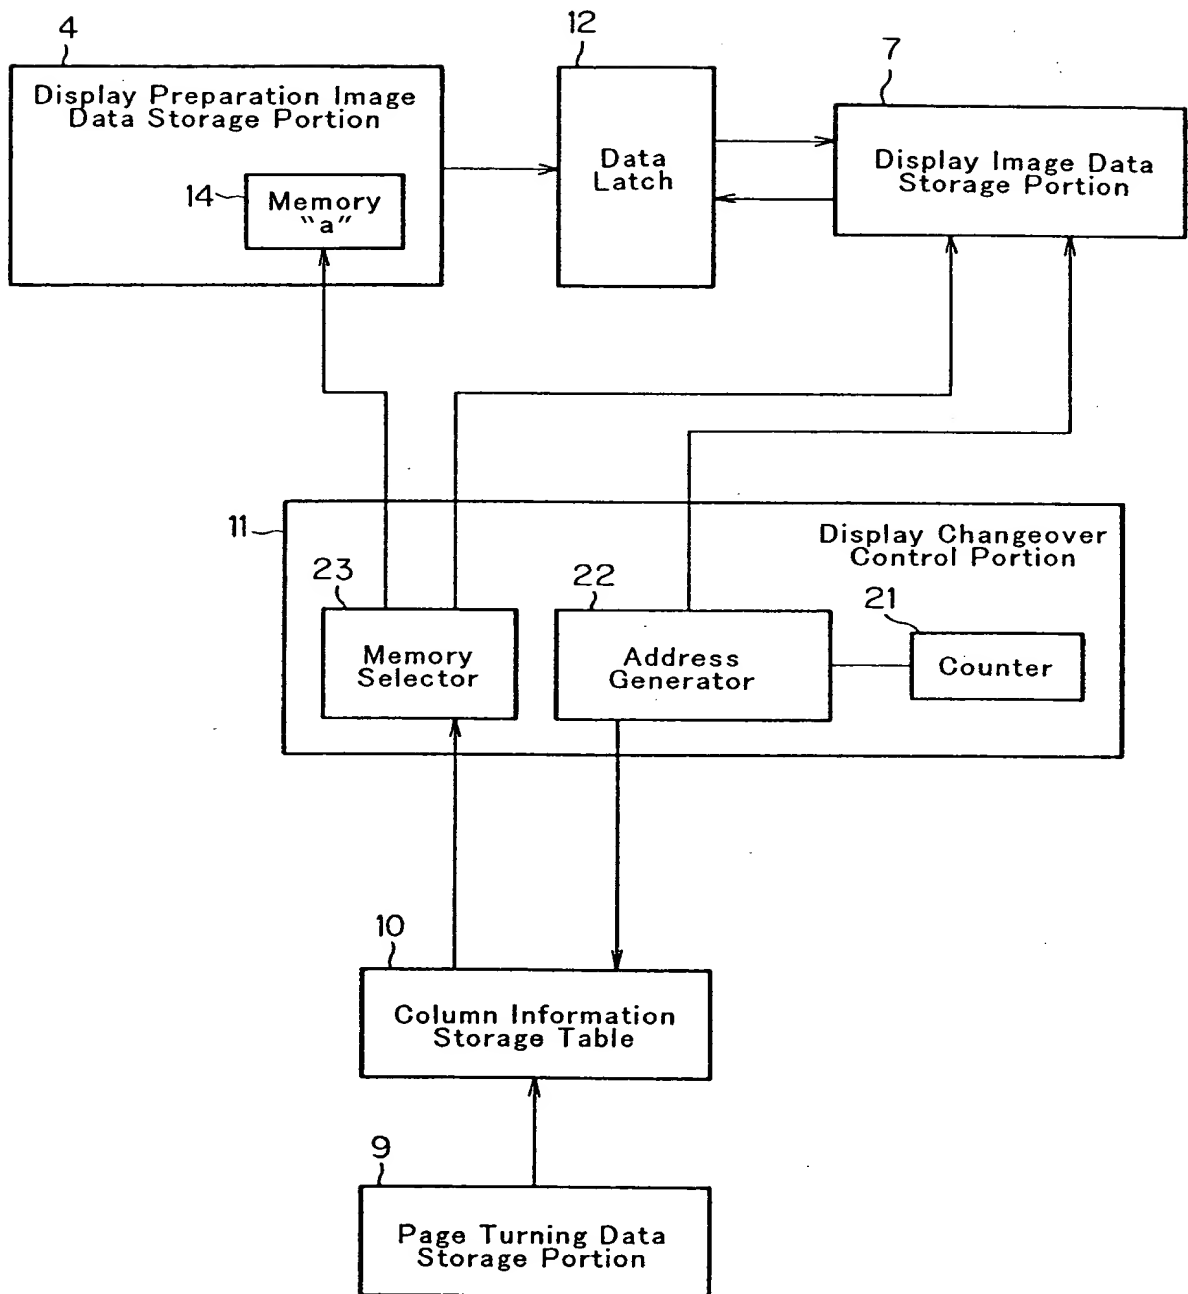 4
12
7
Display Preparation Image
Data Storage Portion
14
Memory
"a"
Data
Latch
Display Image Data
Storage Portion
11
Display Changeover
Control Portion
23
22
21
Memory
Selector
Address
Generator
Counter
10
Column Information
Storage Table
9
Page Turning Data
Storage Portion